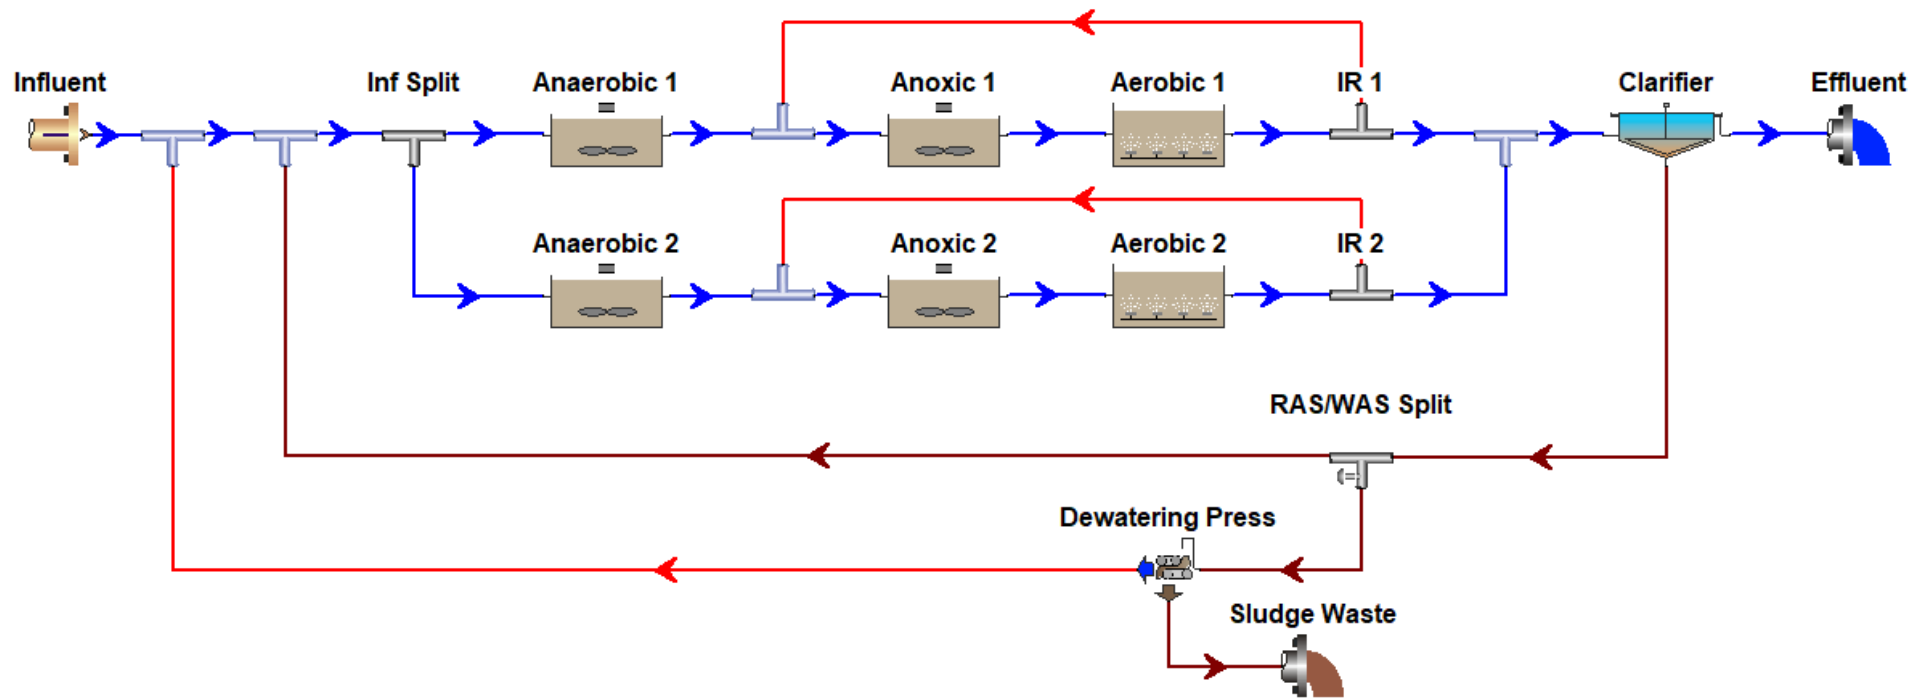 Influent
Inf Split
Anaerobic 1
Anoxic 1
Aerobic 1
IR 1
Clarifier
Effluent
Anaerobic 2
Anoxic 2
Aerobic 2
IR 2
RAS/WAS Split
Dewatering Press
Sludge Waste